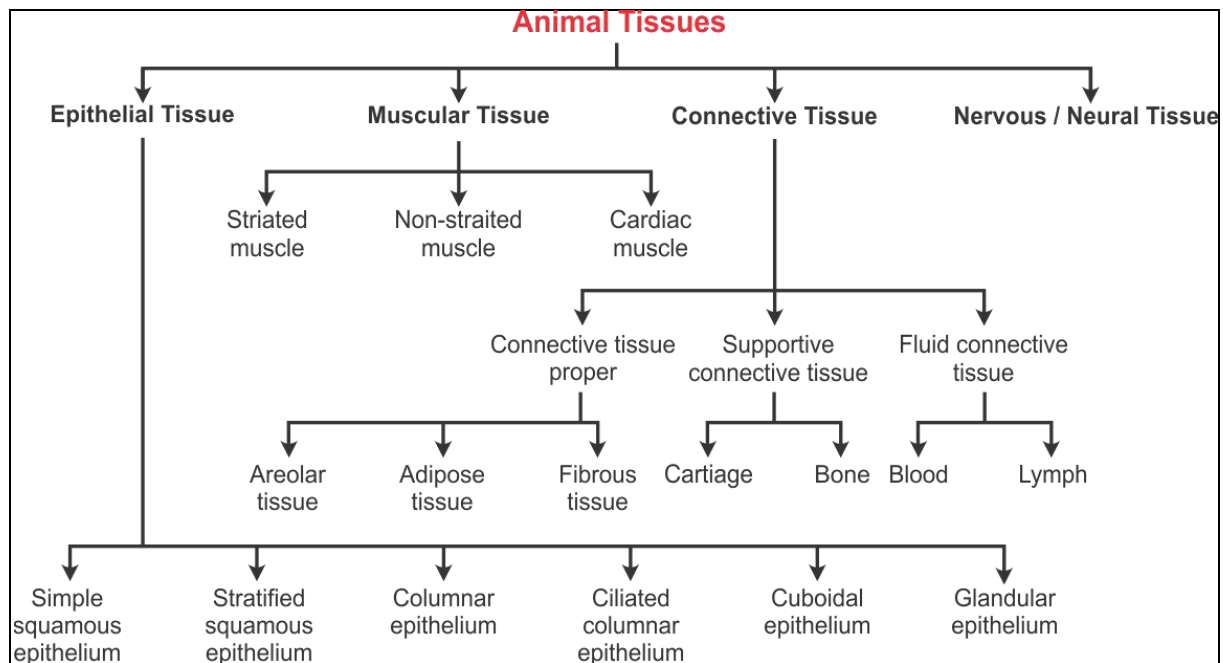 Animal Tissues
Epithelial Tissue
Muscular Tissue
Connective Tissue
Nervous / Neural Tissue
Striated
muscle
Non-straited
muscle
Cardiac
muscle
Connective tissue
proper
Supportive
connective tissue
Fluid connective
tissue
Areolar
tissue
Adipose
tissue
Fibrous
tissue
Cartiage
Bone
Blood
Lymph
Simple
squamous
epithelium
Stratified
squamous
epithelium
Columnar
epithelium
Ciliated
columnar
epithelium
Cuboidal
epithelium
Glandular
epithelium